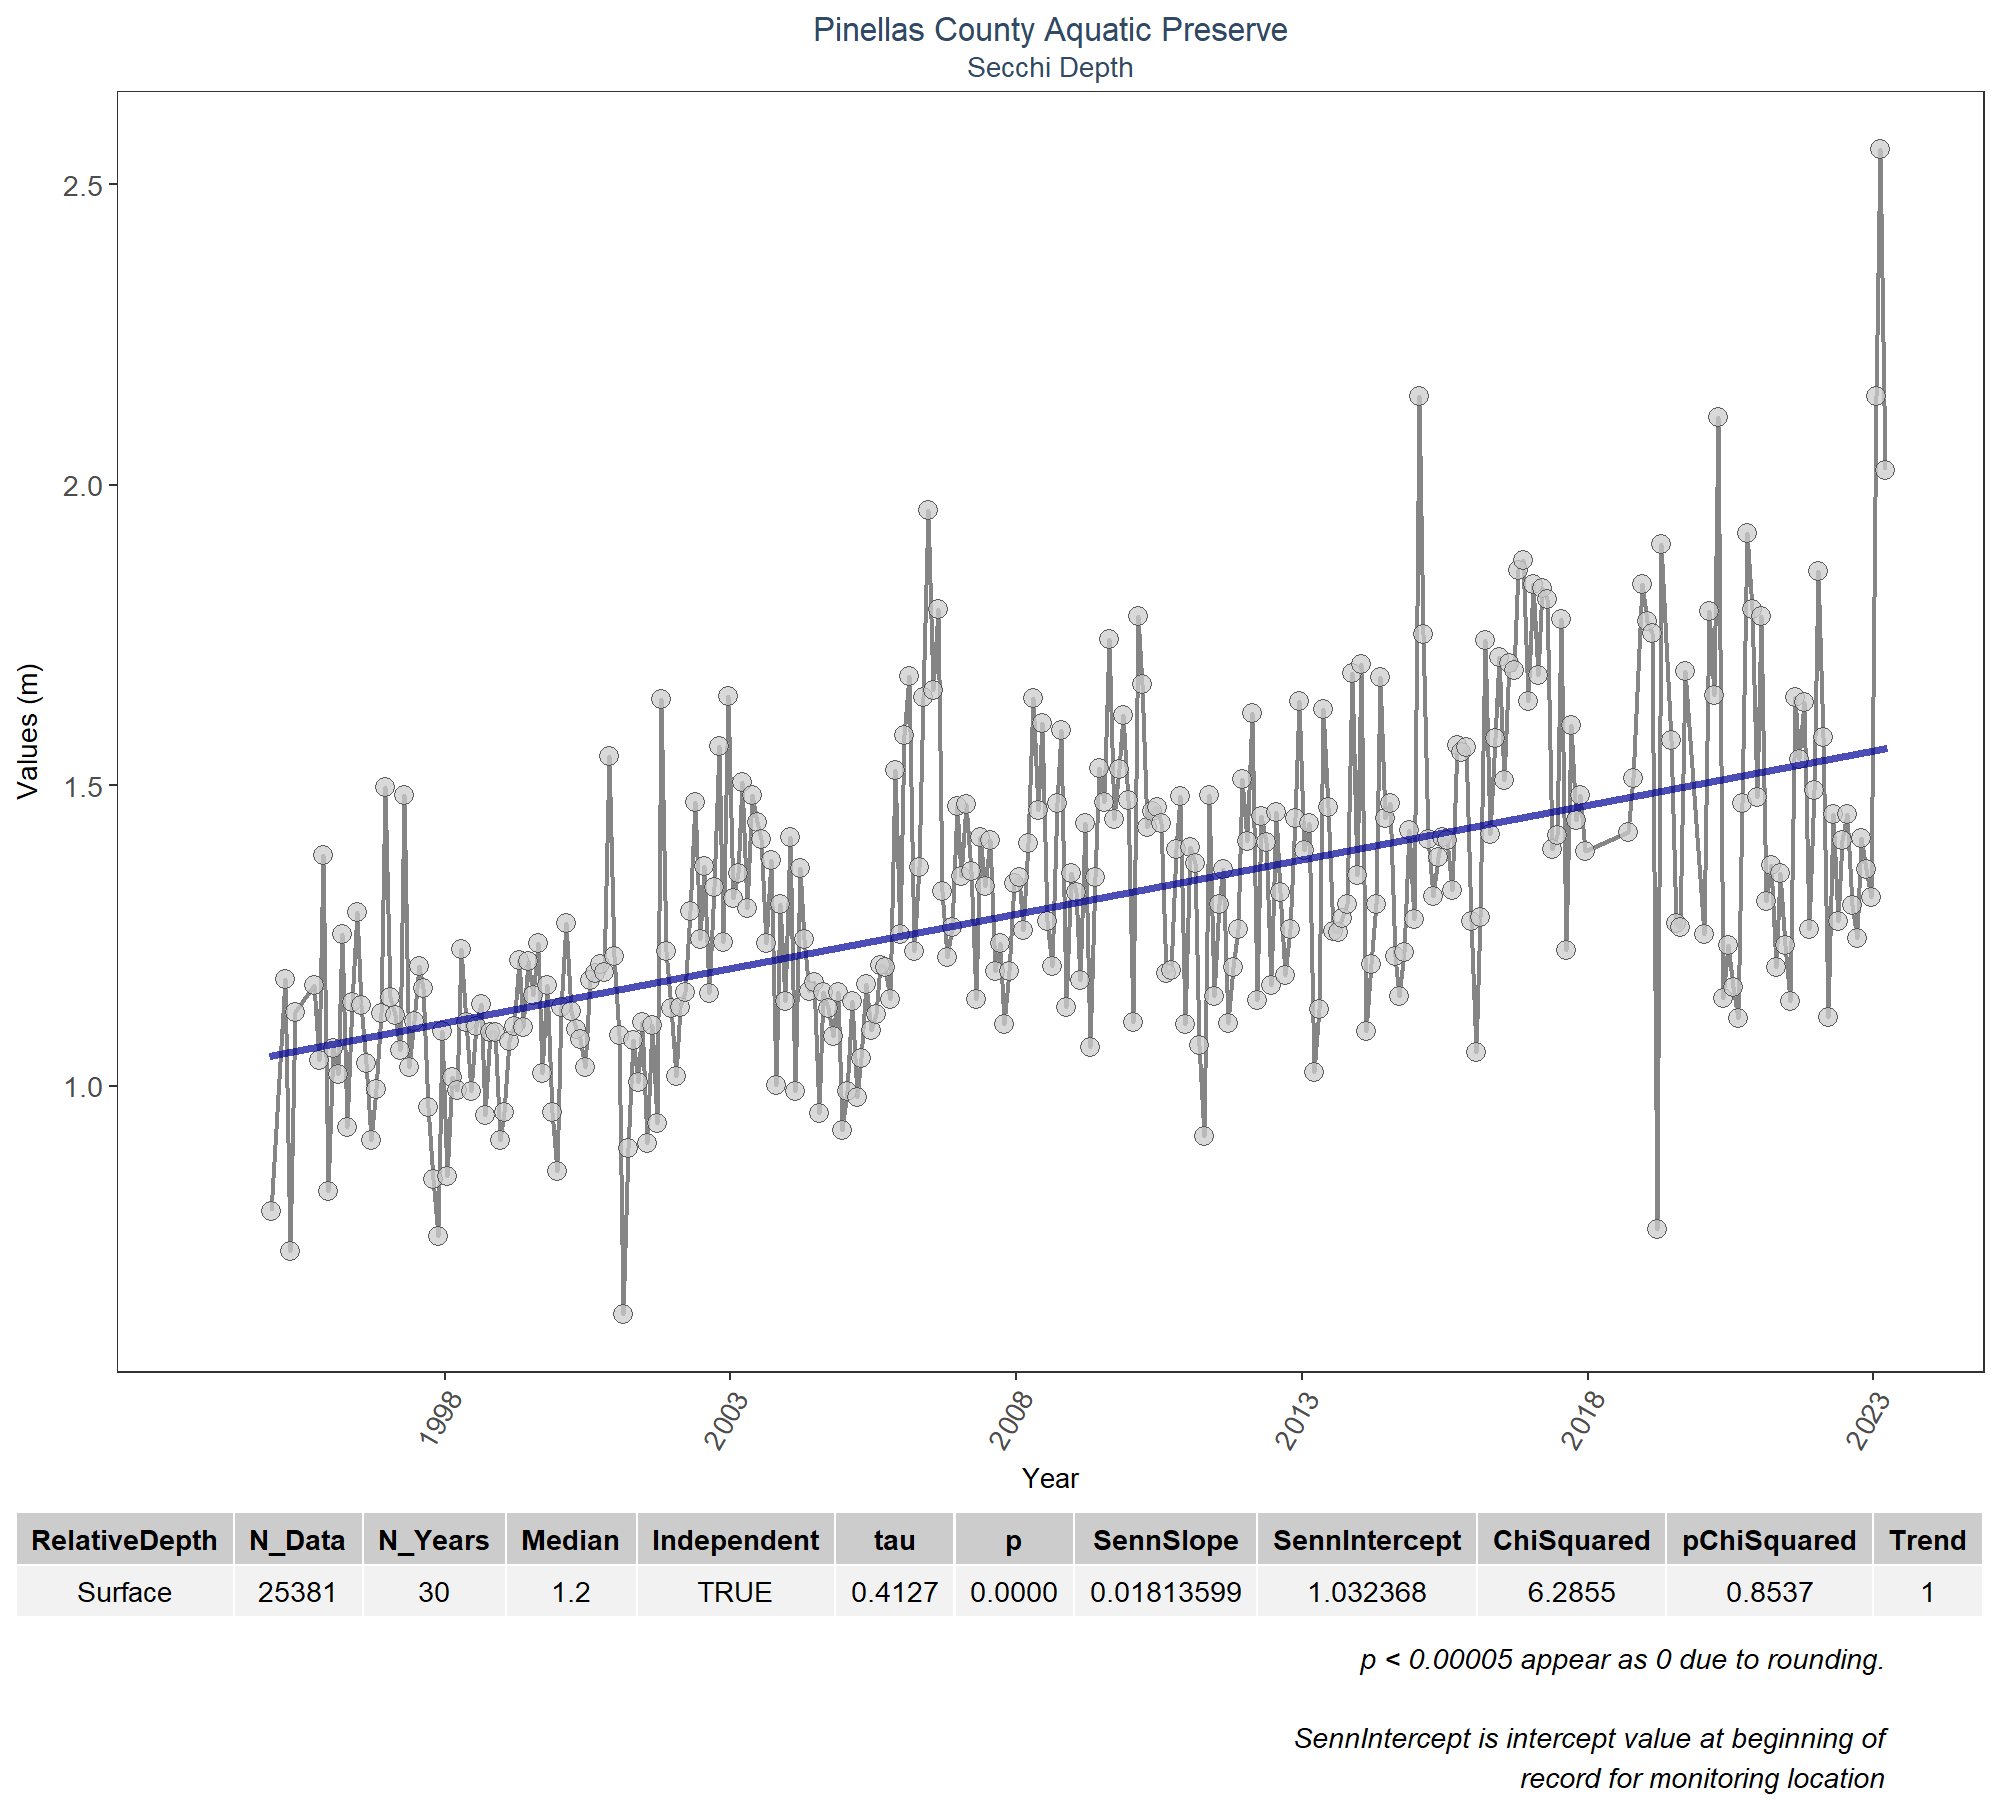 Pinellas County Aquatic Preserve
Secchi Depth
Values (m)
2.5
2.0
1.5
1.0
1998 2003 2008 2013 2018 2023
Year
RelativeDepth N_Data N_Years Median Independent tau p SennSlope SennIntercept ChiSquared pChiSquared Trend
Surface 25381 30 1.2 TRUE 0.4127 0.0000 0.01813599 1.032368 6.2855 0.8537 1
p < 0.00005 appear as 0 due to rounding.
SennIntercept is intercept value at beginning of
record for monitoring location